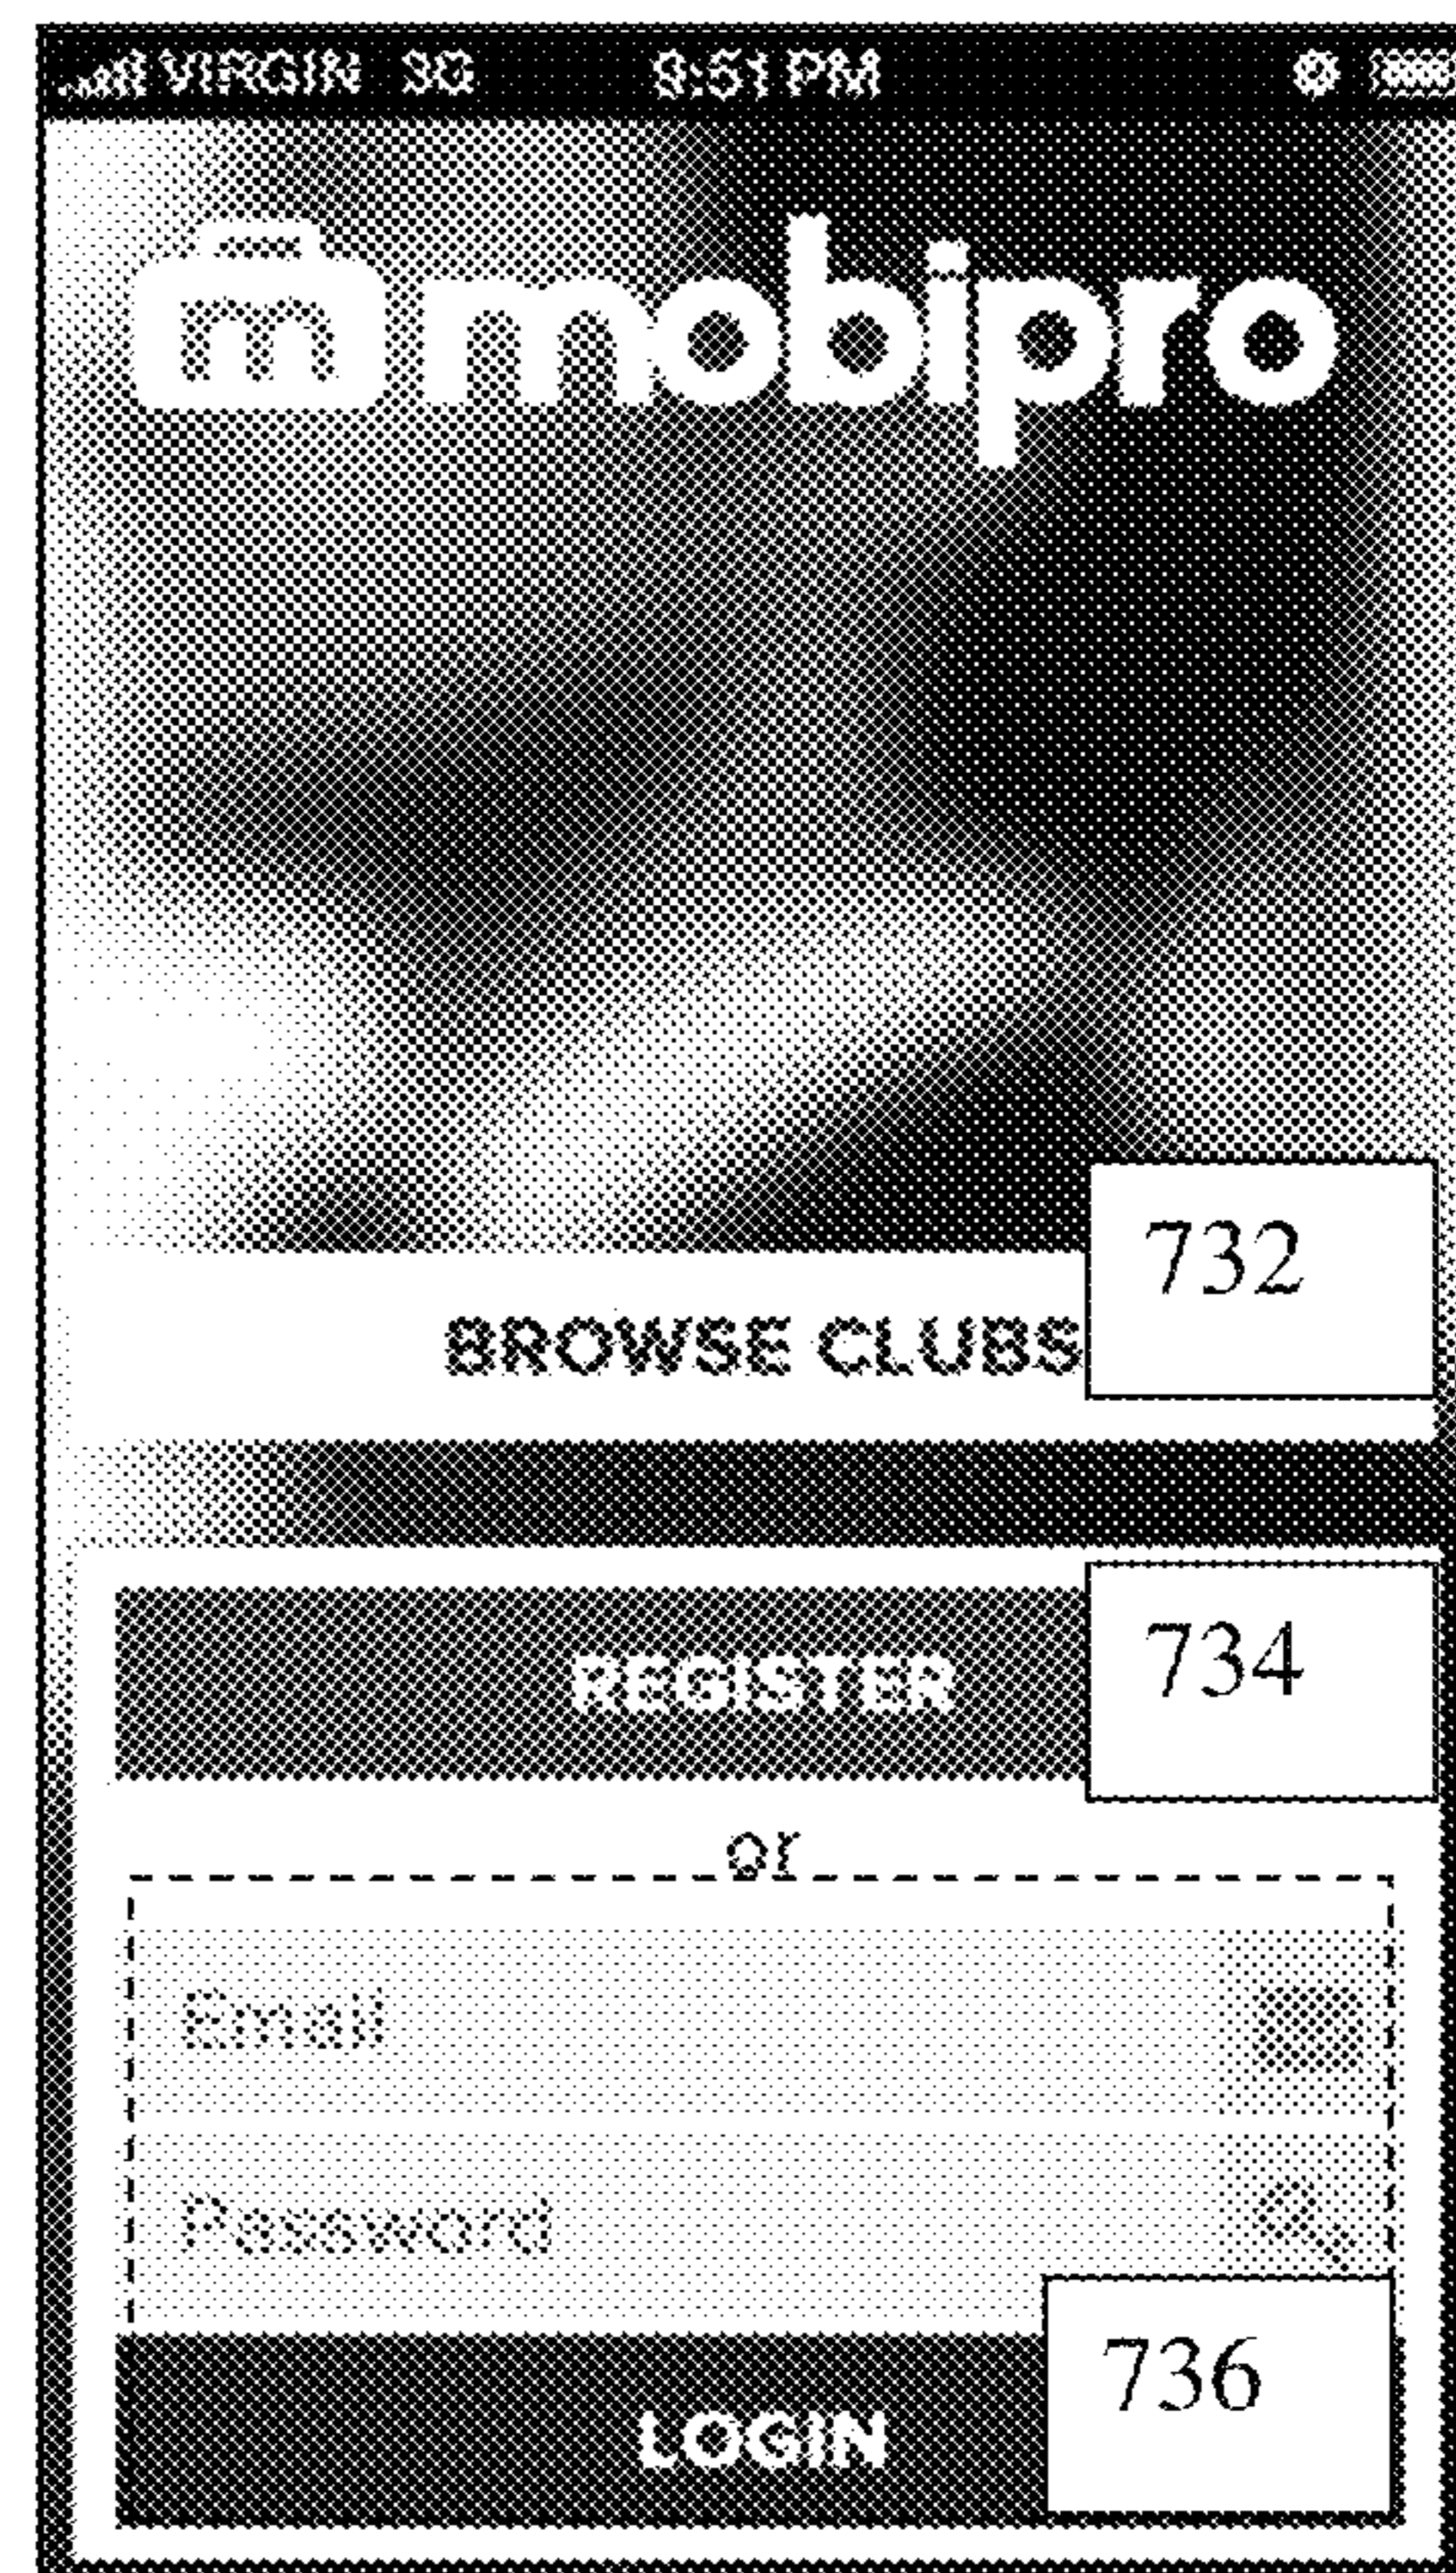 VIRGIN 3G 9:51 PM
m mobipro
732
BROWSE CLUBS
734
REGISTER
or
Email
Password
736
LOGIN